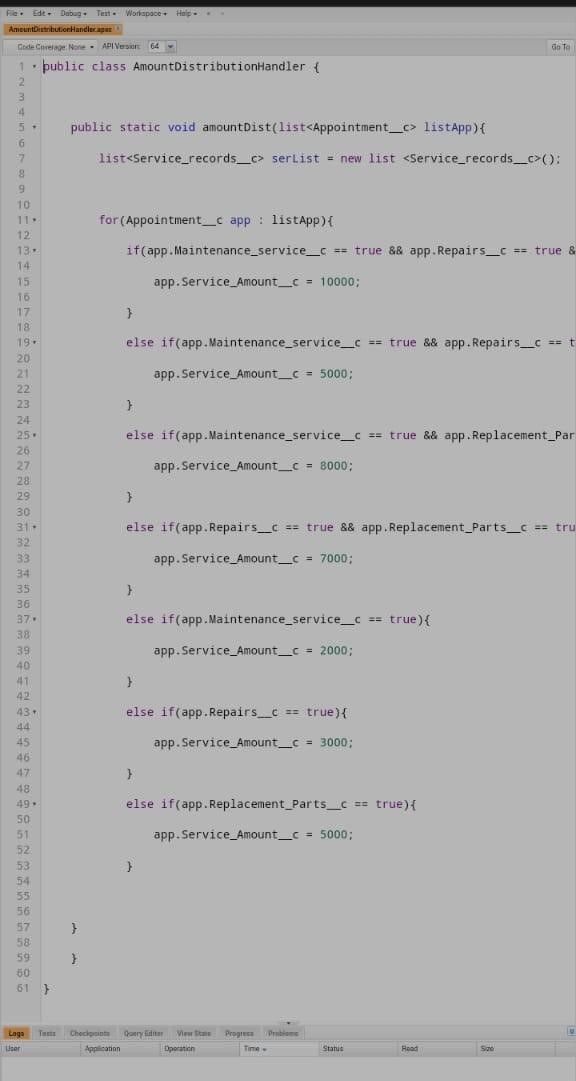 File Edit Debug Test Workspace Help < >
AmountDistributionHandler.apxc
Code Coverage: None API Version: 64 Go To
1 public class AmountDistributionHandler {
2
3
4
5 public static void amountDist(list<Appointment__c> listApp){
6
7 list<Service_records__c> serList = new list <Service_records__c>();
8
9
10
11 for(Appointment__c app : listApp){
12
13 if(app.Maintenance_service__c == true && app.Repairs__c == true &
14
15 app.Service_Amount__c = 10000;
16
17 }
18
19 else if(app.Maintenance_service__c == true && app.Repairs__c == t
20
21 app.Service_Amount__c = 5000;
22
23 }
24
25 else if(app.Maintenance_service__c == true && app.Replacement_Par
26
27 app.Service_Amount__c = 8000;
28
29 }
30
31 else if(app.Repairs__c == true && app.Replacement_Parts__c == tru
32
33 app.Service_Amount__c = 7000;
34
35 }
36
37 else if(app.Maintenance_service__c == true){
38
39 app.Service_Amount__c = 2000;
40
41 }
42
43 else if(app.Repairs__c == true){
44
45 app.Service_Amount__c = 3000;
46
47 }
48
49 else if(app.Replacement_Parts__c == true){
50
51 app.Service_Amount__c = 5000;
52
53 }
54
55
56
57 }
58
59 }
60
61 }
Logs Tests Checkpoints Query Editor View State Progress Problems
User Application Operation Time Status Read Size